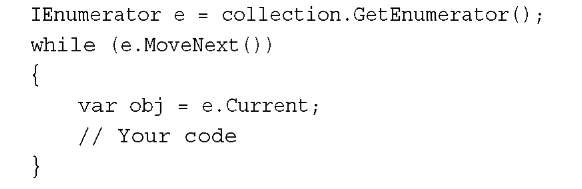 IEnumerator e = collection.GetEnumerator();
while (e.MoveNext())
{
    var obj = e.Current;
    // Your code
}